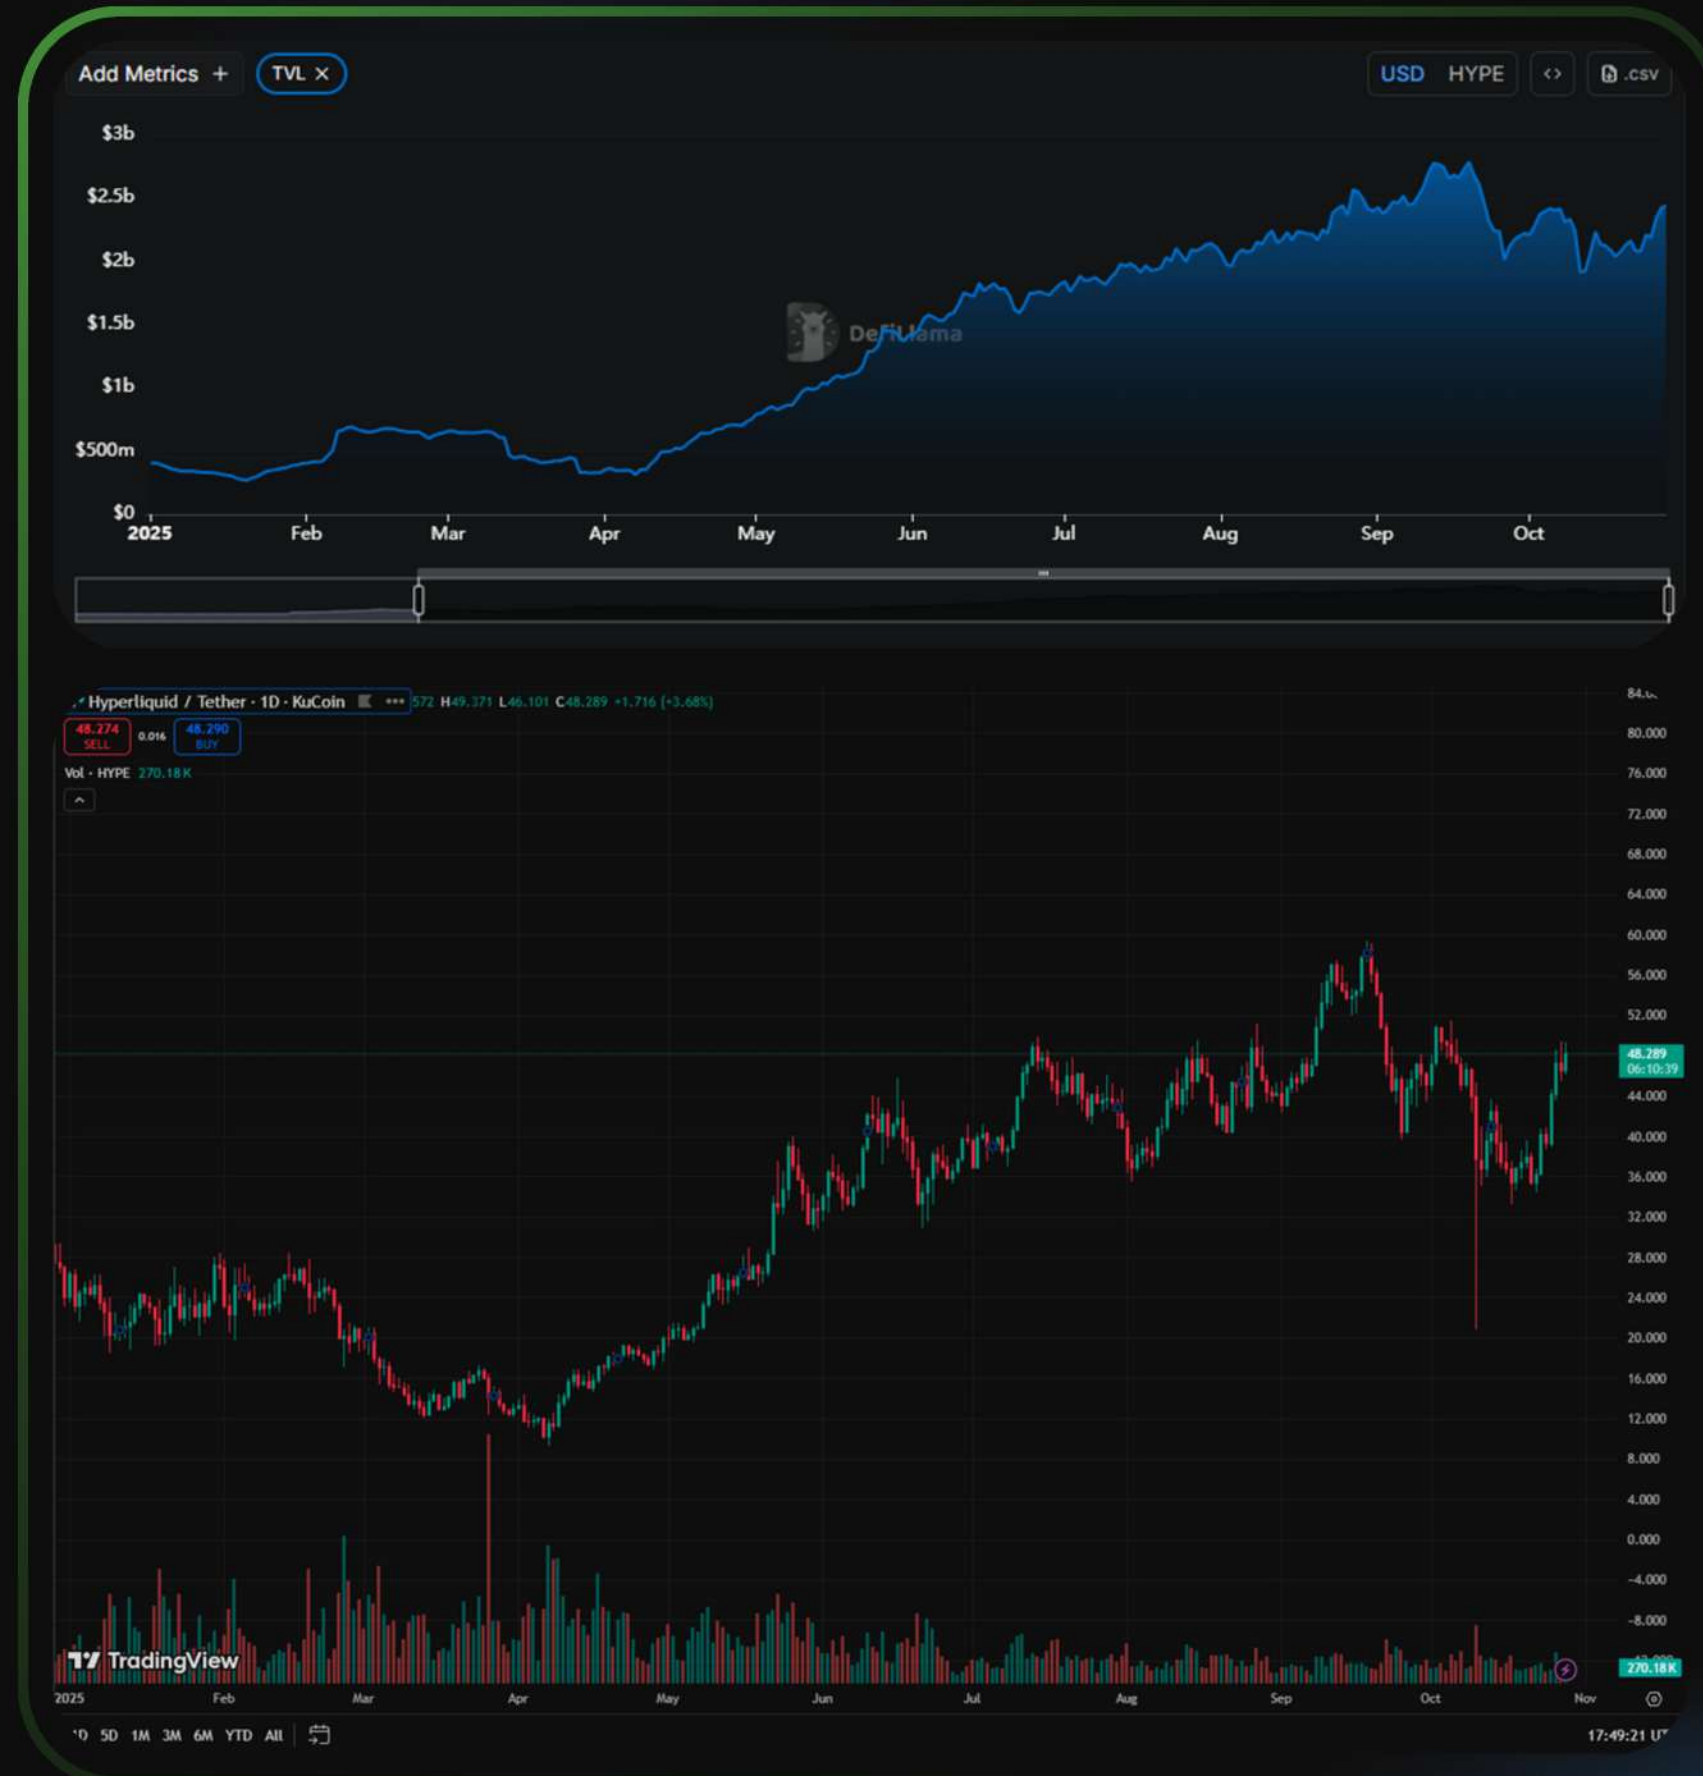 Add Metrics + TVL ✕ USD HYPE <> .csv
$3b
$2.5b
$2b
$1.5b
$1b
$500m
$0
DefiLlama
2025 Feb Mar Apr May Jun Jul Aug Sep Oct
Hyperliquid / Tether · 1D · KuCoin ••• 572 H49.371 L46.101 C48.289 +1.716 (+3.68%)
48.274 SELL 0.016 48.290 BUY
Vol · HYPE 270.18 K
80.000
76.000
72.000
68.000
64.000
60.000
56.000
52.000
48.289
06:10:39
44.000
40.000
36.000
32.000
28.000
24.000
20.000
16.000
12.000
8.000
4.000
0.000
-4.000
-8.000
270.18 K
TradingView
2025 Feb Mar Apr May Jun Jul Aug Sep Oct Nov
5D 1M 3M 6M YTD All 17:49:21